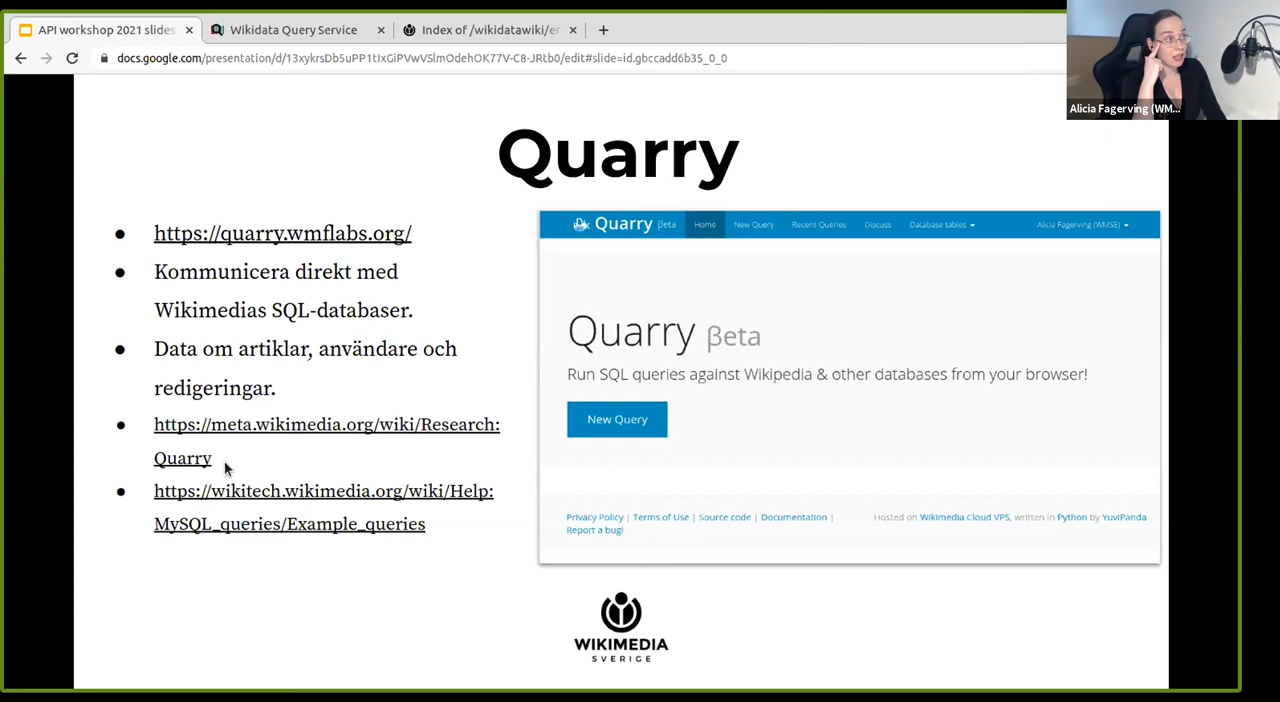 API workshop 2021 slides
Wikidata Query Service
Index of /wikidatawiki/en
docs.google.com/presentation/d/13xykrsDb5uPP1tIxGiPVwVSlmOdehOK77V-C8-JRtb0/edit#slide=id.gbccadd6b35_0_0
Alicia Fagerving (WM...
Quarry
https://quarry.wmflabs.org/
Kommunicera direkt med
Wikimedias SQL-databaser.
Data om artiklar, användare och
redigeringar.
https://meta.wikimedia.org/wiki/Research:
Quarry
https://wikitech.wikimedia.org/wiki/Help:
MySQL_queries/Example_queries
Quarry βeta Home New Query Recent Queries Discuss Database tables Alicia Fagerving (WMSE)
Quarry βeta
Run SQL queries against Wikipedia & other databases from your browser!
New Query
Privacy Policy | Terms of Use | Source code | Documentation | Hosted on Wikimedia Cloud VPS, written in Python by YuviPanda
Report a bug!
WIKIMEDIA
SVERIGE